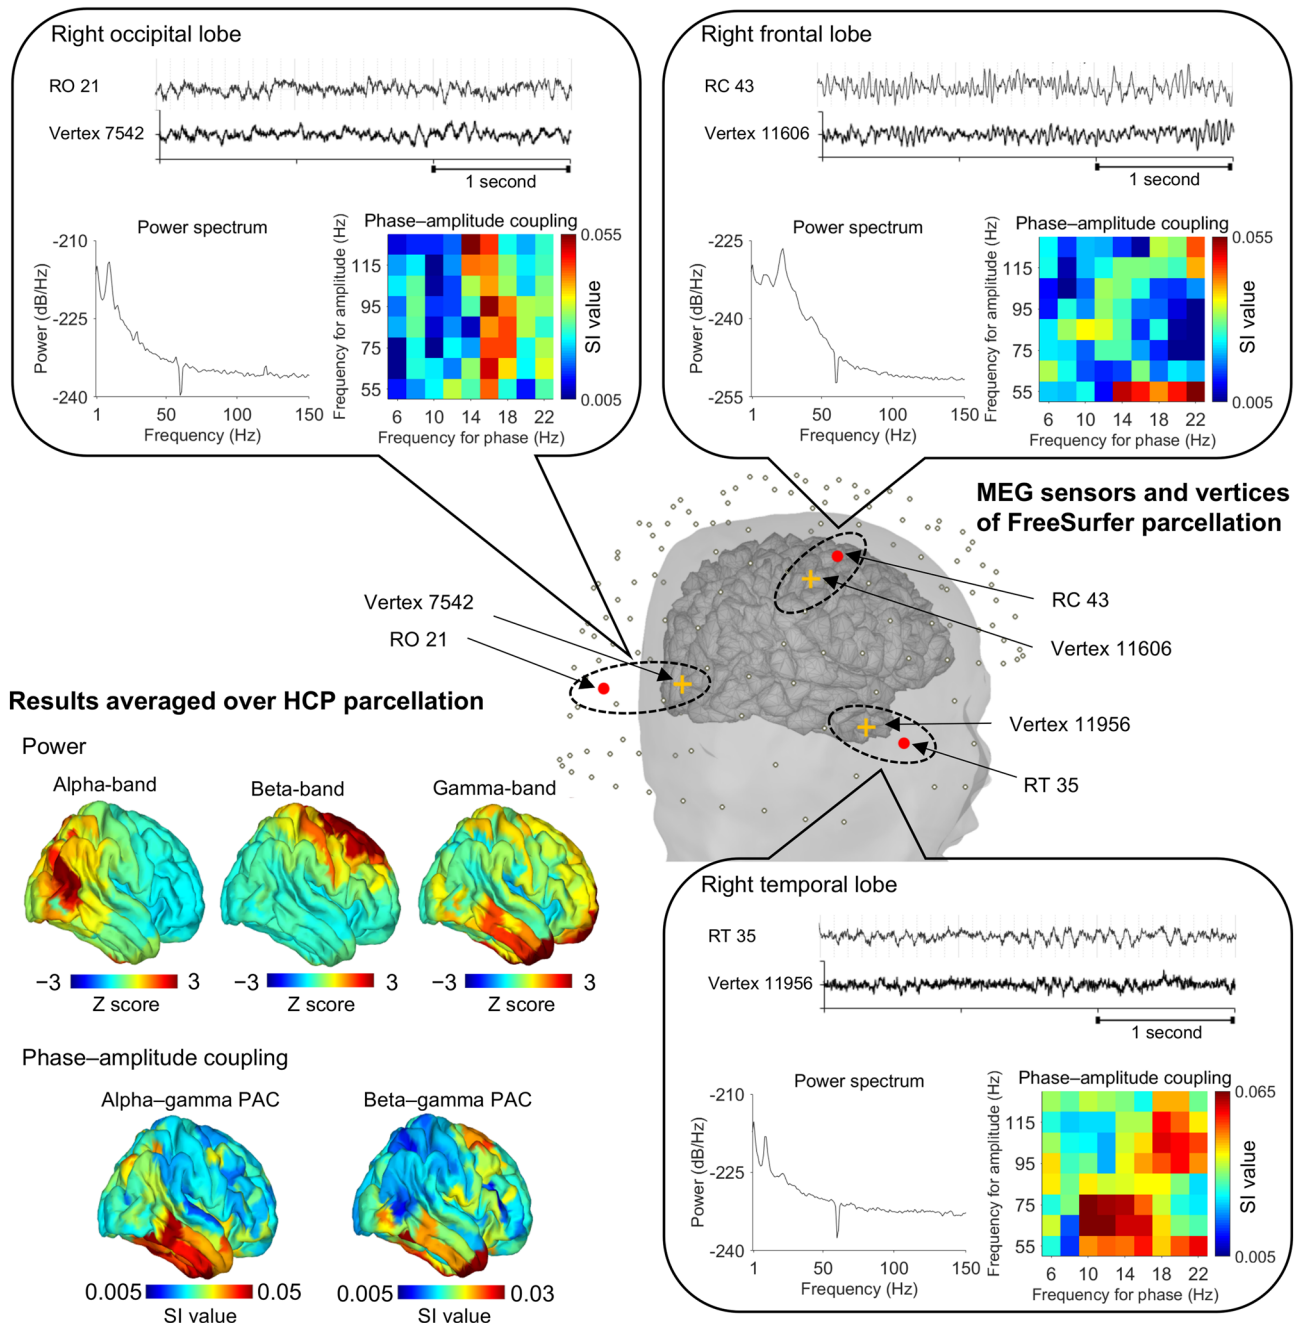 Right occipital lobe
RO 21
Vertex 7542
1 second
Power spectrum
Power (dB/Hz)
-210
-225
-240
1 50 100 150
Frequency (Hz)
Phase–amplitude coupling
Frequency for amplitude (Hz)
115
95
75
55
6 10 14 18 22
Frequency for phase (Hz)
0.055
SI value
0.005
Right frontal lobe
RC 43
Vertex 11606
1 second
Power spectrum
Power (dB/Hz)
-225
-240
-255
1 50 100 150
Frequency (Hz)
Phase–amplitude coupling
Frequency for amplitude (Hz)
115
95
75
55
6 10 14 18 22
Frequency for phase (Hz)
0.055
SI value
0.005
MEG sensors and vertices
of FreeSurfer parcellation
Vertex 7542
RO 21
RC 43
Vertex 11606
Vertex 11956
RT 35
Results averaged over HCP parcellation
Power
Alpha-band
Beta-band
Gamma-band
−3 3
Z score
−3 3
Z score
−3 3
Z score
Phase–amplitude coupling
Alpha–gamma PAC
Beta–gamma PAC
0.005 0.05
SI value
0.005 0.03
SI value
Right temporal lobe
RT 35
Vertex 11956
1 second
Power spectrum
Power (dB/Hz)
-210
-225
-240
1 50 100 150
Frequency (Hz)
Phase–amplitude coupling
Frequency for amplitude (Hz)
115
95
75
55
6 10 14 18 22
Frequency for phase (Hz)
0.065
SI value
0.005